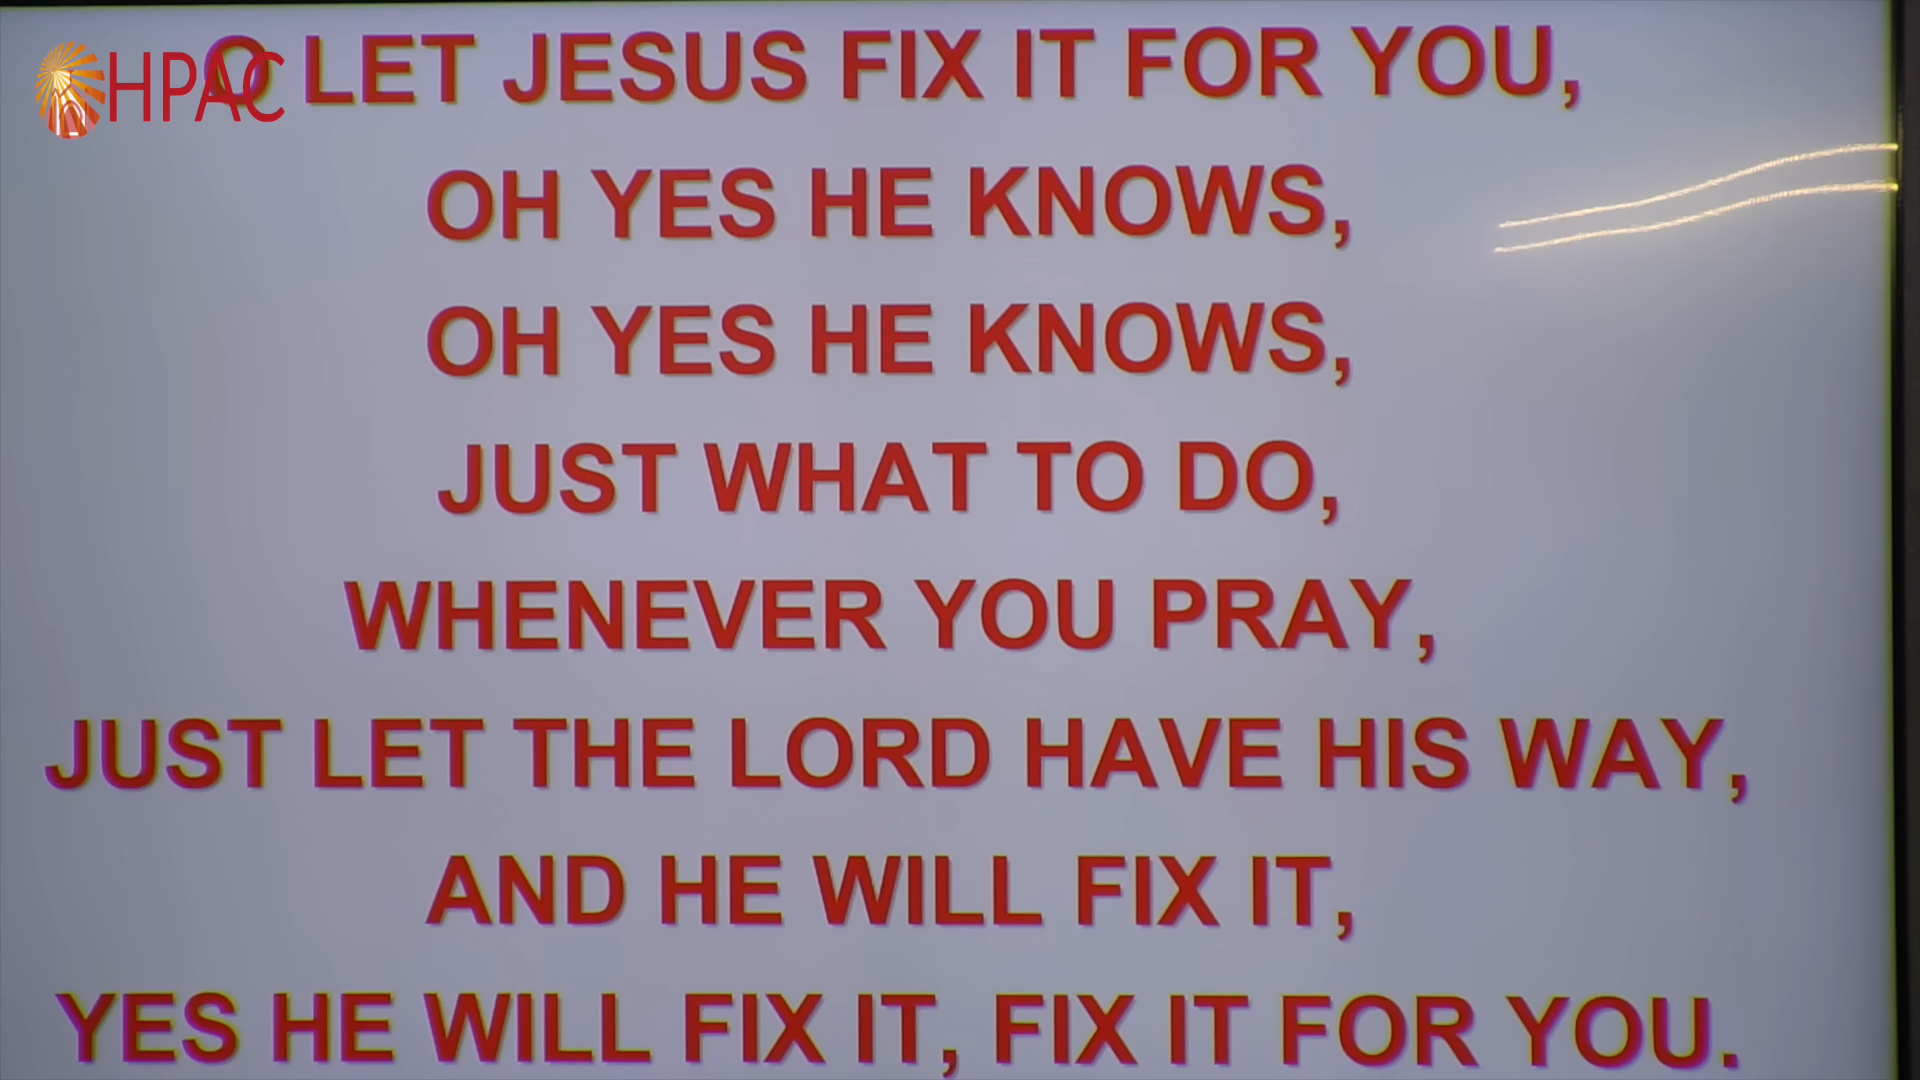 HPAC
O LET JESUS FIX IT FOR YOU,
OH YES HE KNOWS,
OH YES HE KNOWS,
JUST WHAT TO DO,
WHENEVER YOU PRAY,
JUST LET THE LORD HAVE HIS WAY,
AND HE WILL FIX IT,
YES HE WILL FIX IT, FIX IT FOR YOU.